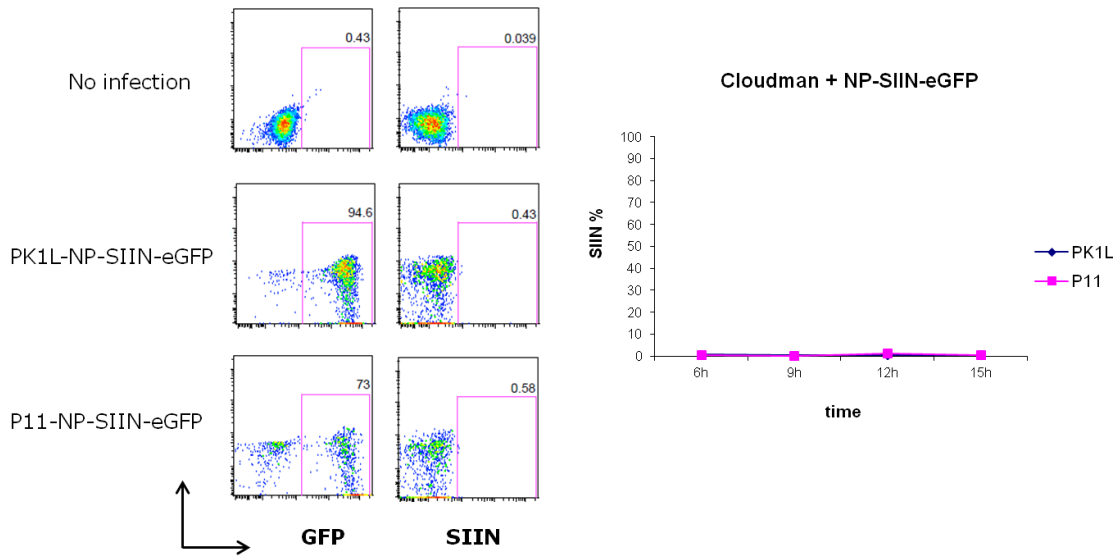 0.43
0.039
No infection
94.6
0.43
PK1L-NP-SIIN-eGFP
73
0.58
P11-NP-SIIN-eGFP
GFP
SIIN
Cloudman + NP-SIIN-eGFP
100
90
80
70
60
50
40
30
20
10
0
SIIN %
6h
9h
12h
15h
time
PK1L
P11